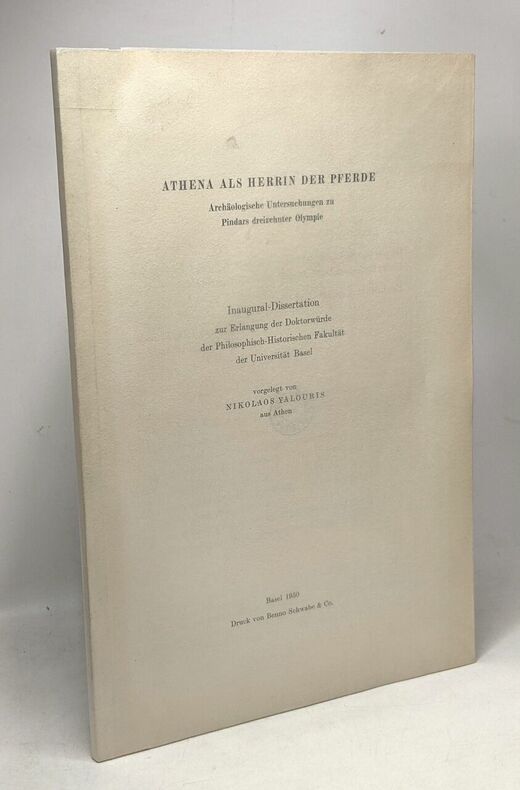 ATHENA ALS HERRIN DER PFERDE
Archäologische Untersuchungen zu
Pindars dreizehnter Olympie
Inaugural-Dissertation
zur Erlangung der Doktorwürde
der Philosophisch-Historischen Fakultät
der Universität Basel
vorgelegt von
NIKOLAOS YALOURIS
aus Athen
Basel 1950
Druck von Benno Schwabe & Co.